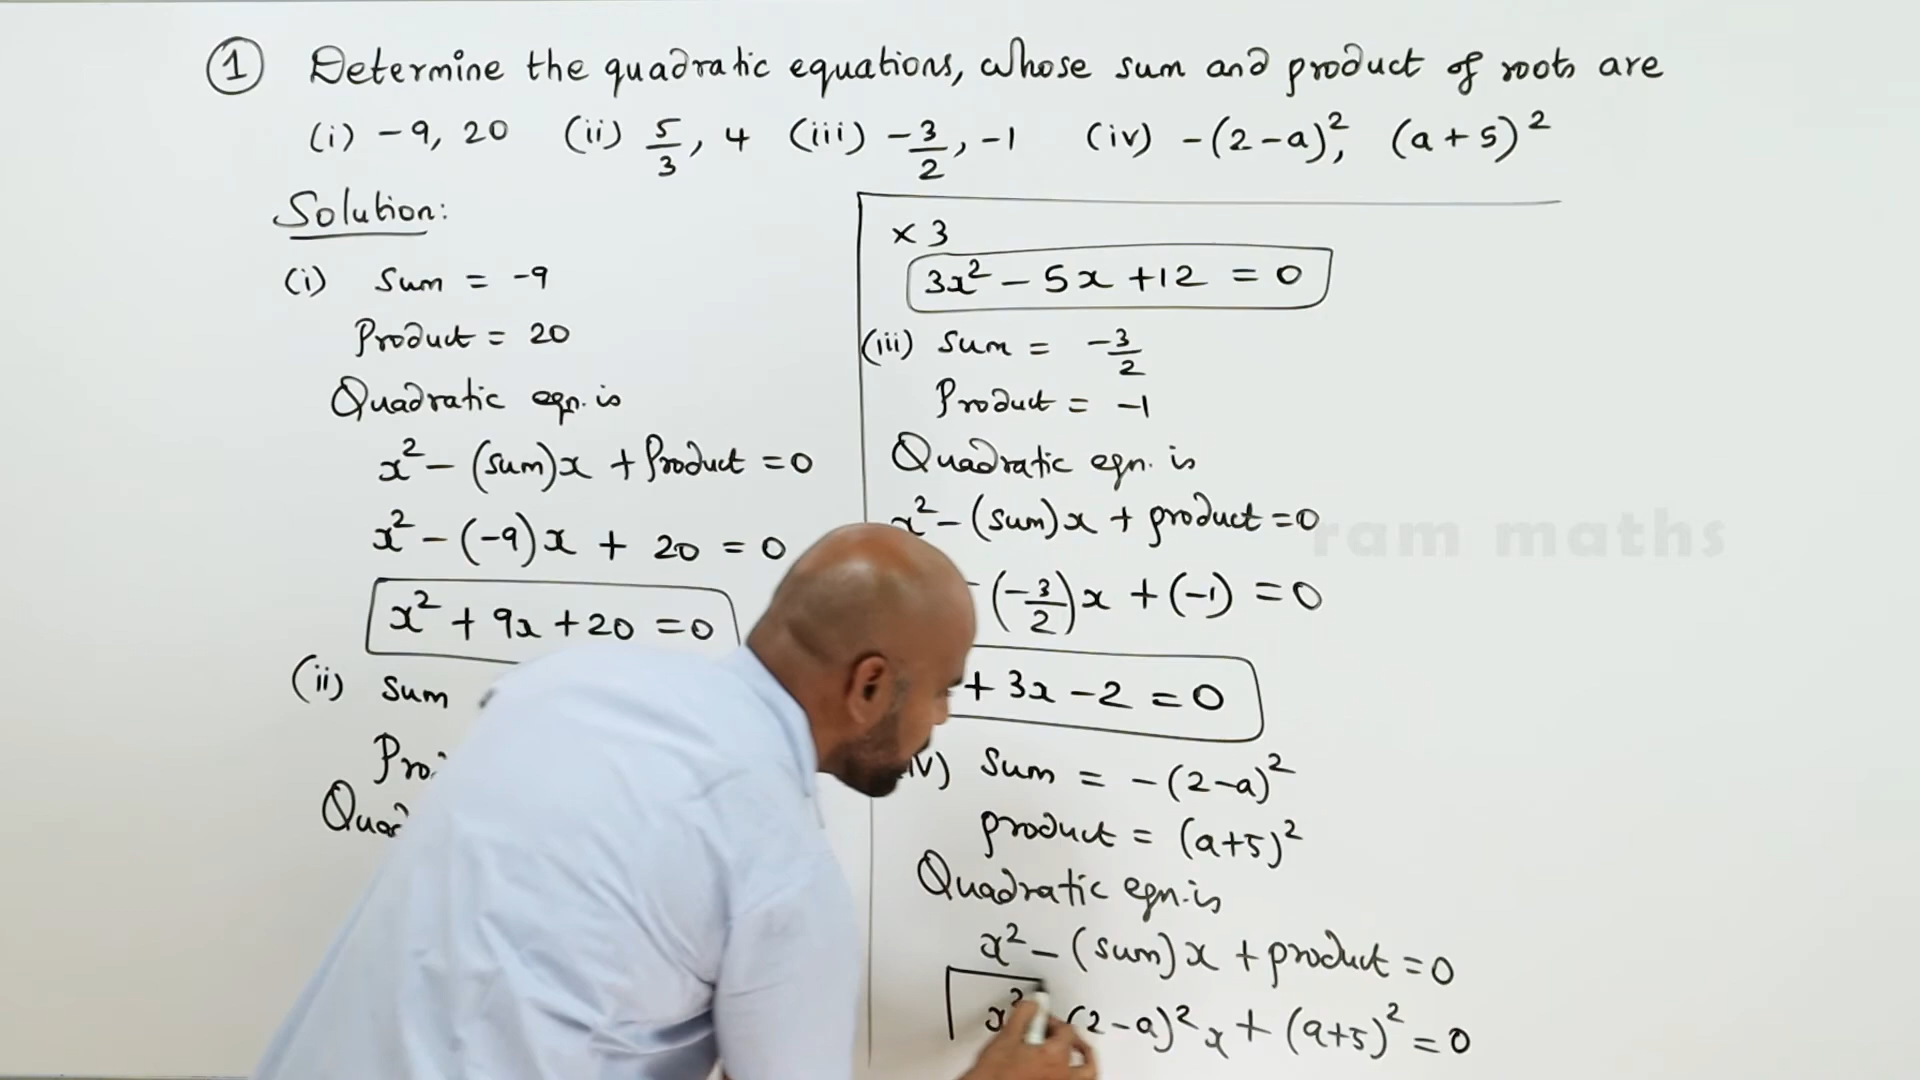 ① Determine the quadratic equations, whose sum and product of roots are
(i) -9, 20 (ii) 5/3, 4 (iii) -3/2, -1 (iv) -(2-a)², (a+5)²
Solution:
(i) Sum = -9
Product = 20
Quadratic eqn. is
x² - (sum)x + Product = 0
x² - (-9)x + 20 = 0
x² + 9x + 20 = 0
(ii) Sum
× 3
3x² - 5x + 12 = 0
(iii) Sum = -3/2
Product = -1
Quadratic eqn. is
x² - (sum)x + product = 0
(-3/2)x + (-1) = 0
+ 3x - 2 = 0
Sum = -(2-a)²
product = (a+5)²
Quadratic eqn. is
x² - (sum)x + product = 0
x² (2-a)²x + (a+5)² = 0
ram maths